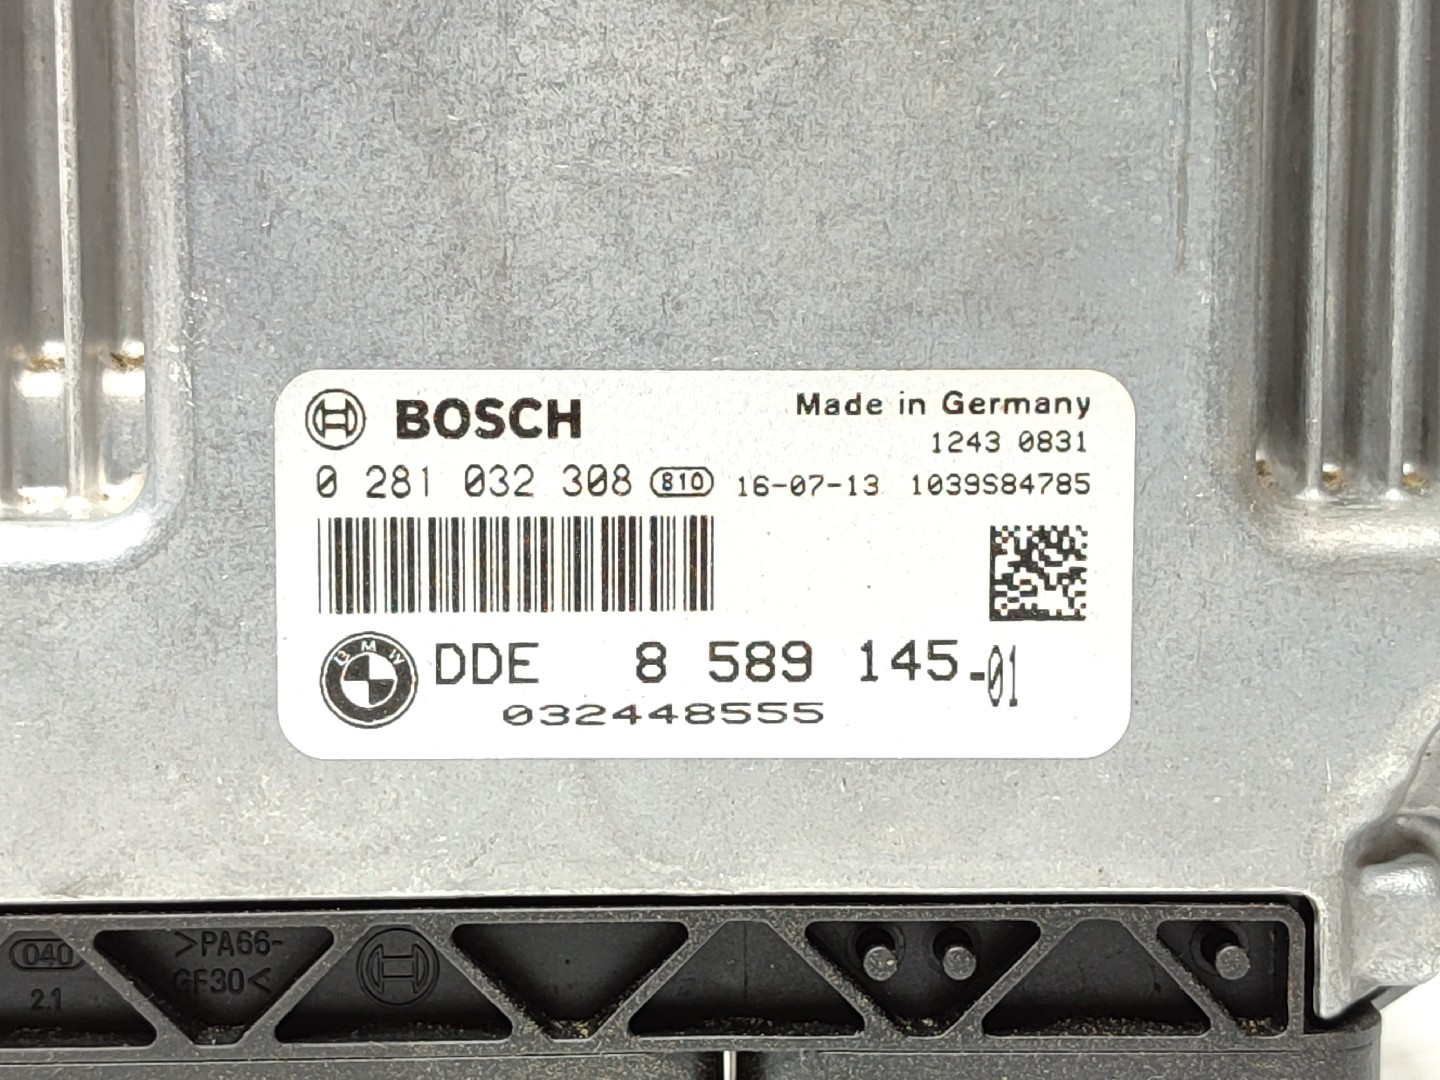 BOSCH
Made in Germany
1243 0831
0 281 032 308 810 16-07-13 1039S84785
BMW DDE 8 589 145-01
032448555
040
2.1
>PA66-
GF30<